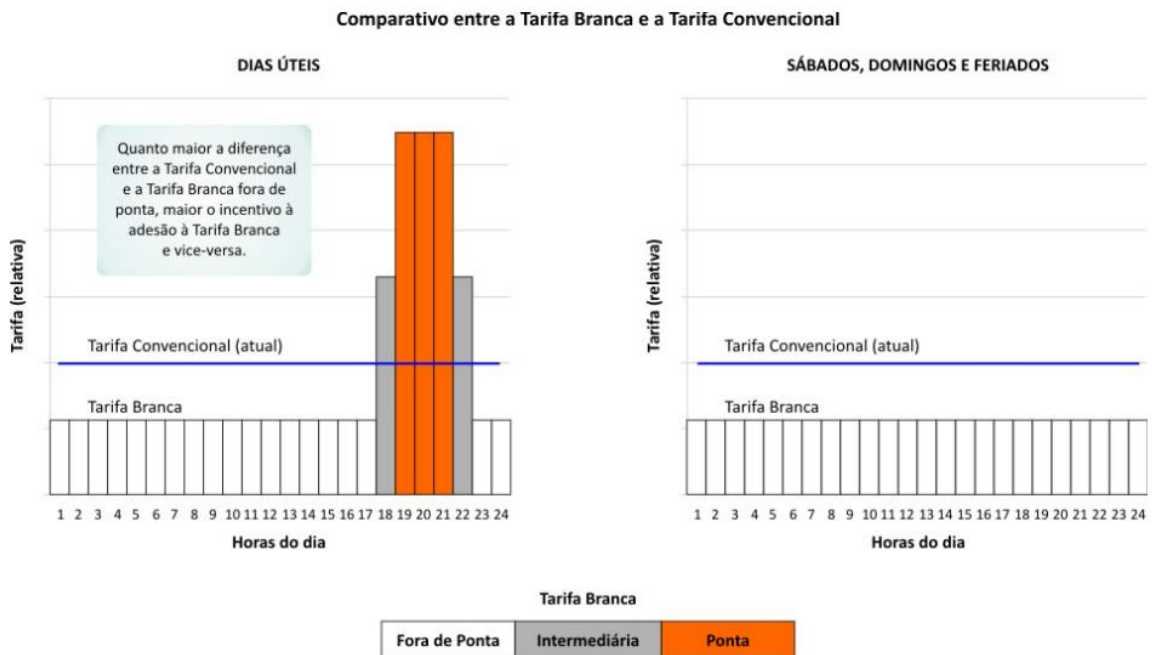 Comparativo entre a Tarifa Branca e a Tarifa Convencional
DIAS ÚTEIS
Quanto maior a diferença
entre a Tarifa Convencional
e a Tarifa Branca fora de
ponta, maior o incentivo à
adesão à Tarifa Branca
e vice-versa.
Tarifa (relativa)
Tarifa Convencional (atual)
Tarifa Branca
1 2 3 4 5 6 7 8 9 10 11 12 13 14 15 16 17 18 19 20 21 22 23 24
Horas do dia
SÁBADOS, DOMINGOS E FERIADOS
Tarifa (relativa)
Tarifa Convencional (atual)
Tarifa Branca
1 2 3 4 5 6 7 8 9 10 11 12 13 14 15 16 17 18 19 20 21 22 23 24
Horas do dia
Tarifa Branca
Fora de Ponta Intermediária Ponta